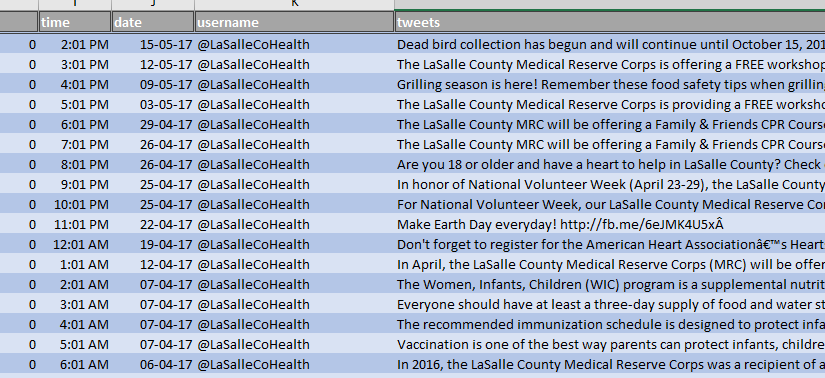 I J K
time date username tweets
0 2:01 PM 15-05-17 @LaSalleCoHealth Dead bird collection has begun and will continue until October 15, 201
0 3:01 PM 12-05-17 @LaSalleCoHealth The LaSalle County Medical Reserve Corps is offering a FREE workshop
0 4:01 PM 09-05-17 @LaSalleCoHealth Grilling season is here! Remember these food safety tips when grillin
0 5:01 PM 03-05-17 @LaSalleCoHealth The LaSalle County Medical Reserve Corps is providing a FREE worksho
0 6:01 PM 29-04-17 @LaSalleCoHealth The LaSalle County MRC will be offering a Family & Friends CPR Cours
0 7:01 PM 26-04-17 @LaSalleCoHealth The LaSalle County MRC will be offering a Family & Friends CPR Cours
0 8:01 PM 26-04-17 @LaSalleCoHealth Are you 18 or older and have a heart to help in LaSalle County? Check
0 9:01 PM 25-04-17 @LaSalleCoHealth In honor of National Volunteer Week (April 23-29), the LaSalle County
0 10:01 PM 25-04-17 @LaSalleCoHealth For National Volunteer Week, our LaSalle County Medical Reserve Cor
0 11:01 PM 22-04-17 @LaSalleCoHealth Make Earth Day everyday! http://fb.me/6eJMK4U5xÂ
0 12:01 AM 19-04-17 @LaSalleCoHealth Don't forget to register for the American Heart Associationâ€™s Heart
0 1:01 AM 12-04-17 @LaSalleCoHealth In April, the LaSalle County Medical Reserve Corps (MRC) will be offer
0 2:01 AM 07-04-17 @LaSalleCoHealth The Women, Infants, Children (WIC) program is a supplemental nutrit
0 3:01 AM 07-04-17 @LaSalleCoHealth Everyone should have at least a three-day supply of food and water st
0 4:01 AM 07-04-17 @LaSalleCoHealth The recommended immunization schedule is designed to protect infa
0 5:01 AM 07-04-17 @LaSalleCoHealth Vaccination is one of the best way parents can protect infants, childre
0 6:01 AM 06-04-17 @LaSalleCoHealth In 2016, the LaSalle County Medical Reserve Corps was a recipient of a